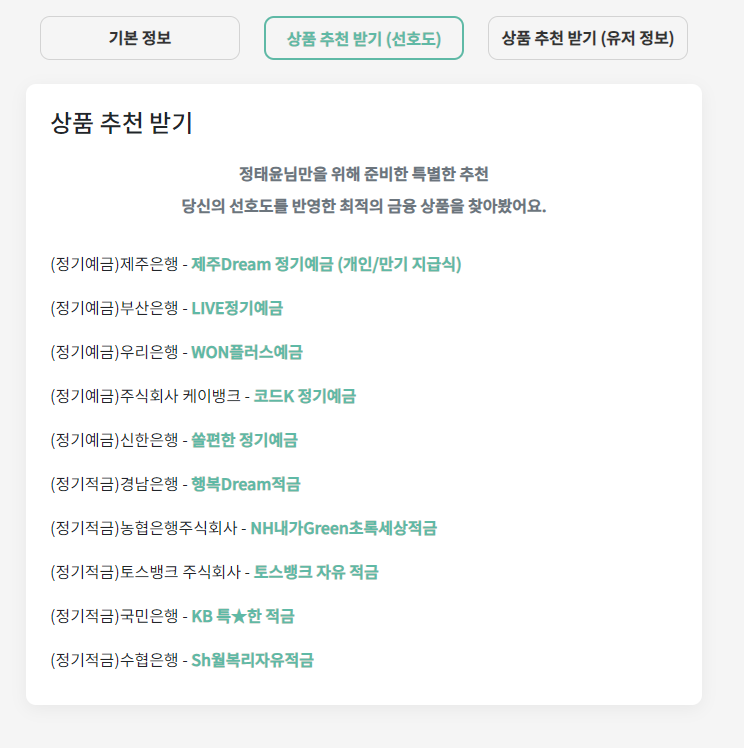 기본 정보
상품 추천 받기 (선호도)
상품 추천 받기 (유저 정보)
상품 추천 받기
정태윤님만을 위해 준비한 특별한 추천
당신의 선호도를 반영한 최적의 금융 상품을 찾아봤어요.
(정기예금)제주은행 - 제주Dream 정기예금 (개인/만기 지급식)
(정기예금)부산은행 - LIVE정기예금
(정기예금)우리은행 - WON플러스예금
(정기예금)주식회사 케이뱅크 - 코드K 정기예금
(정기예금)신한은행 - 쏠편한 정기예금
(정기적금)경남은행 - 행복Dream적금
(정기적금)농협은행주식회사 - NH내가Green초록세상적금
(정기적금)토스뱅크 주식회사 - 토스뱅크 자유 적금
(정기적금)국민은행 - KB 특★한 적금
(정기적금)수협은행 - Sh월복리자유적금